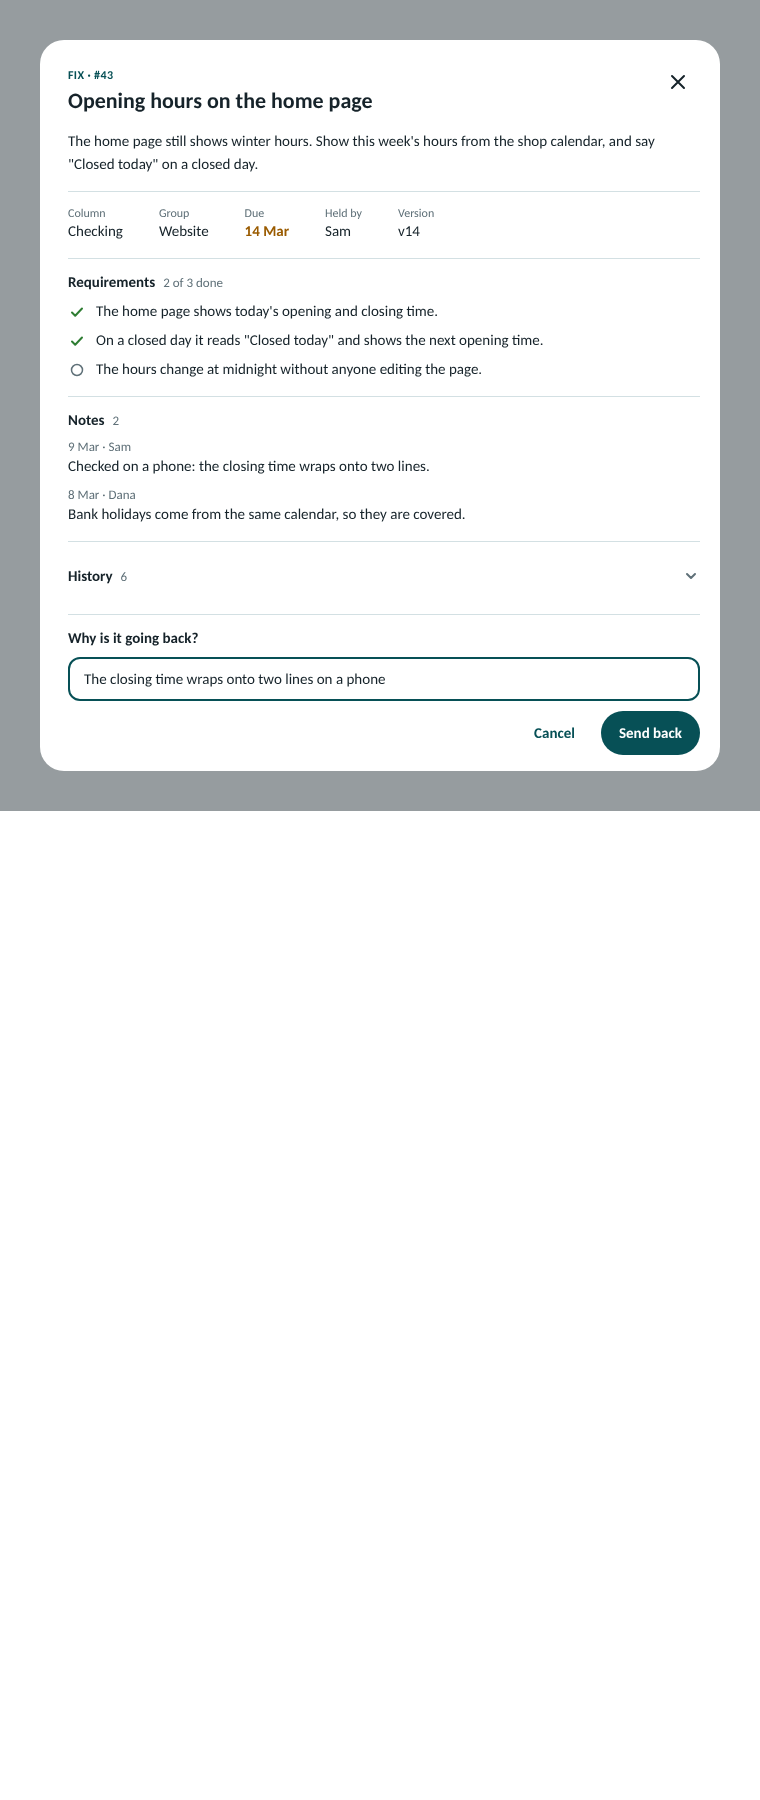 FIX · #43
Opening hours on the home page
The home page still shows winter hours. Show this week's hours from the shop calendar, and say
"Closed today" on a closed day.
Column Group Due Held by Version
Checking Website 14 Mar Sam v14
Requirements 2 of 3 done
The home page shows today's opening and closing time.
On a closed day it reads "Closed today" and shows the next opening time.
The hours change at midnight without anyone editing the page.
Notes 2
9 Mar · Sam
Checked on a phone: the closing time wraps onto two lines.
8 Mar · Dana
Bank holidays come from the same calendar, so they are covered.
History 6
Why is it going back?
The closing time wraps onto two lines on a phone
Cancel Send back